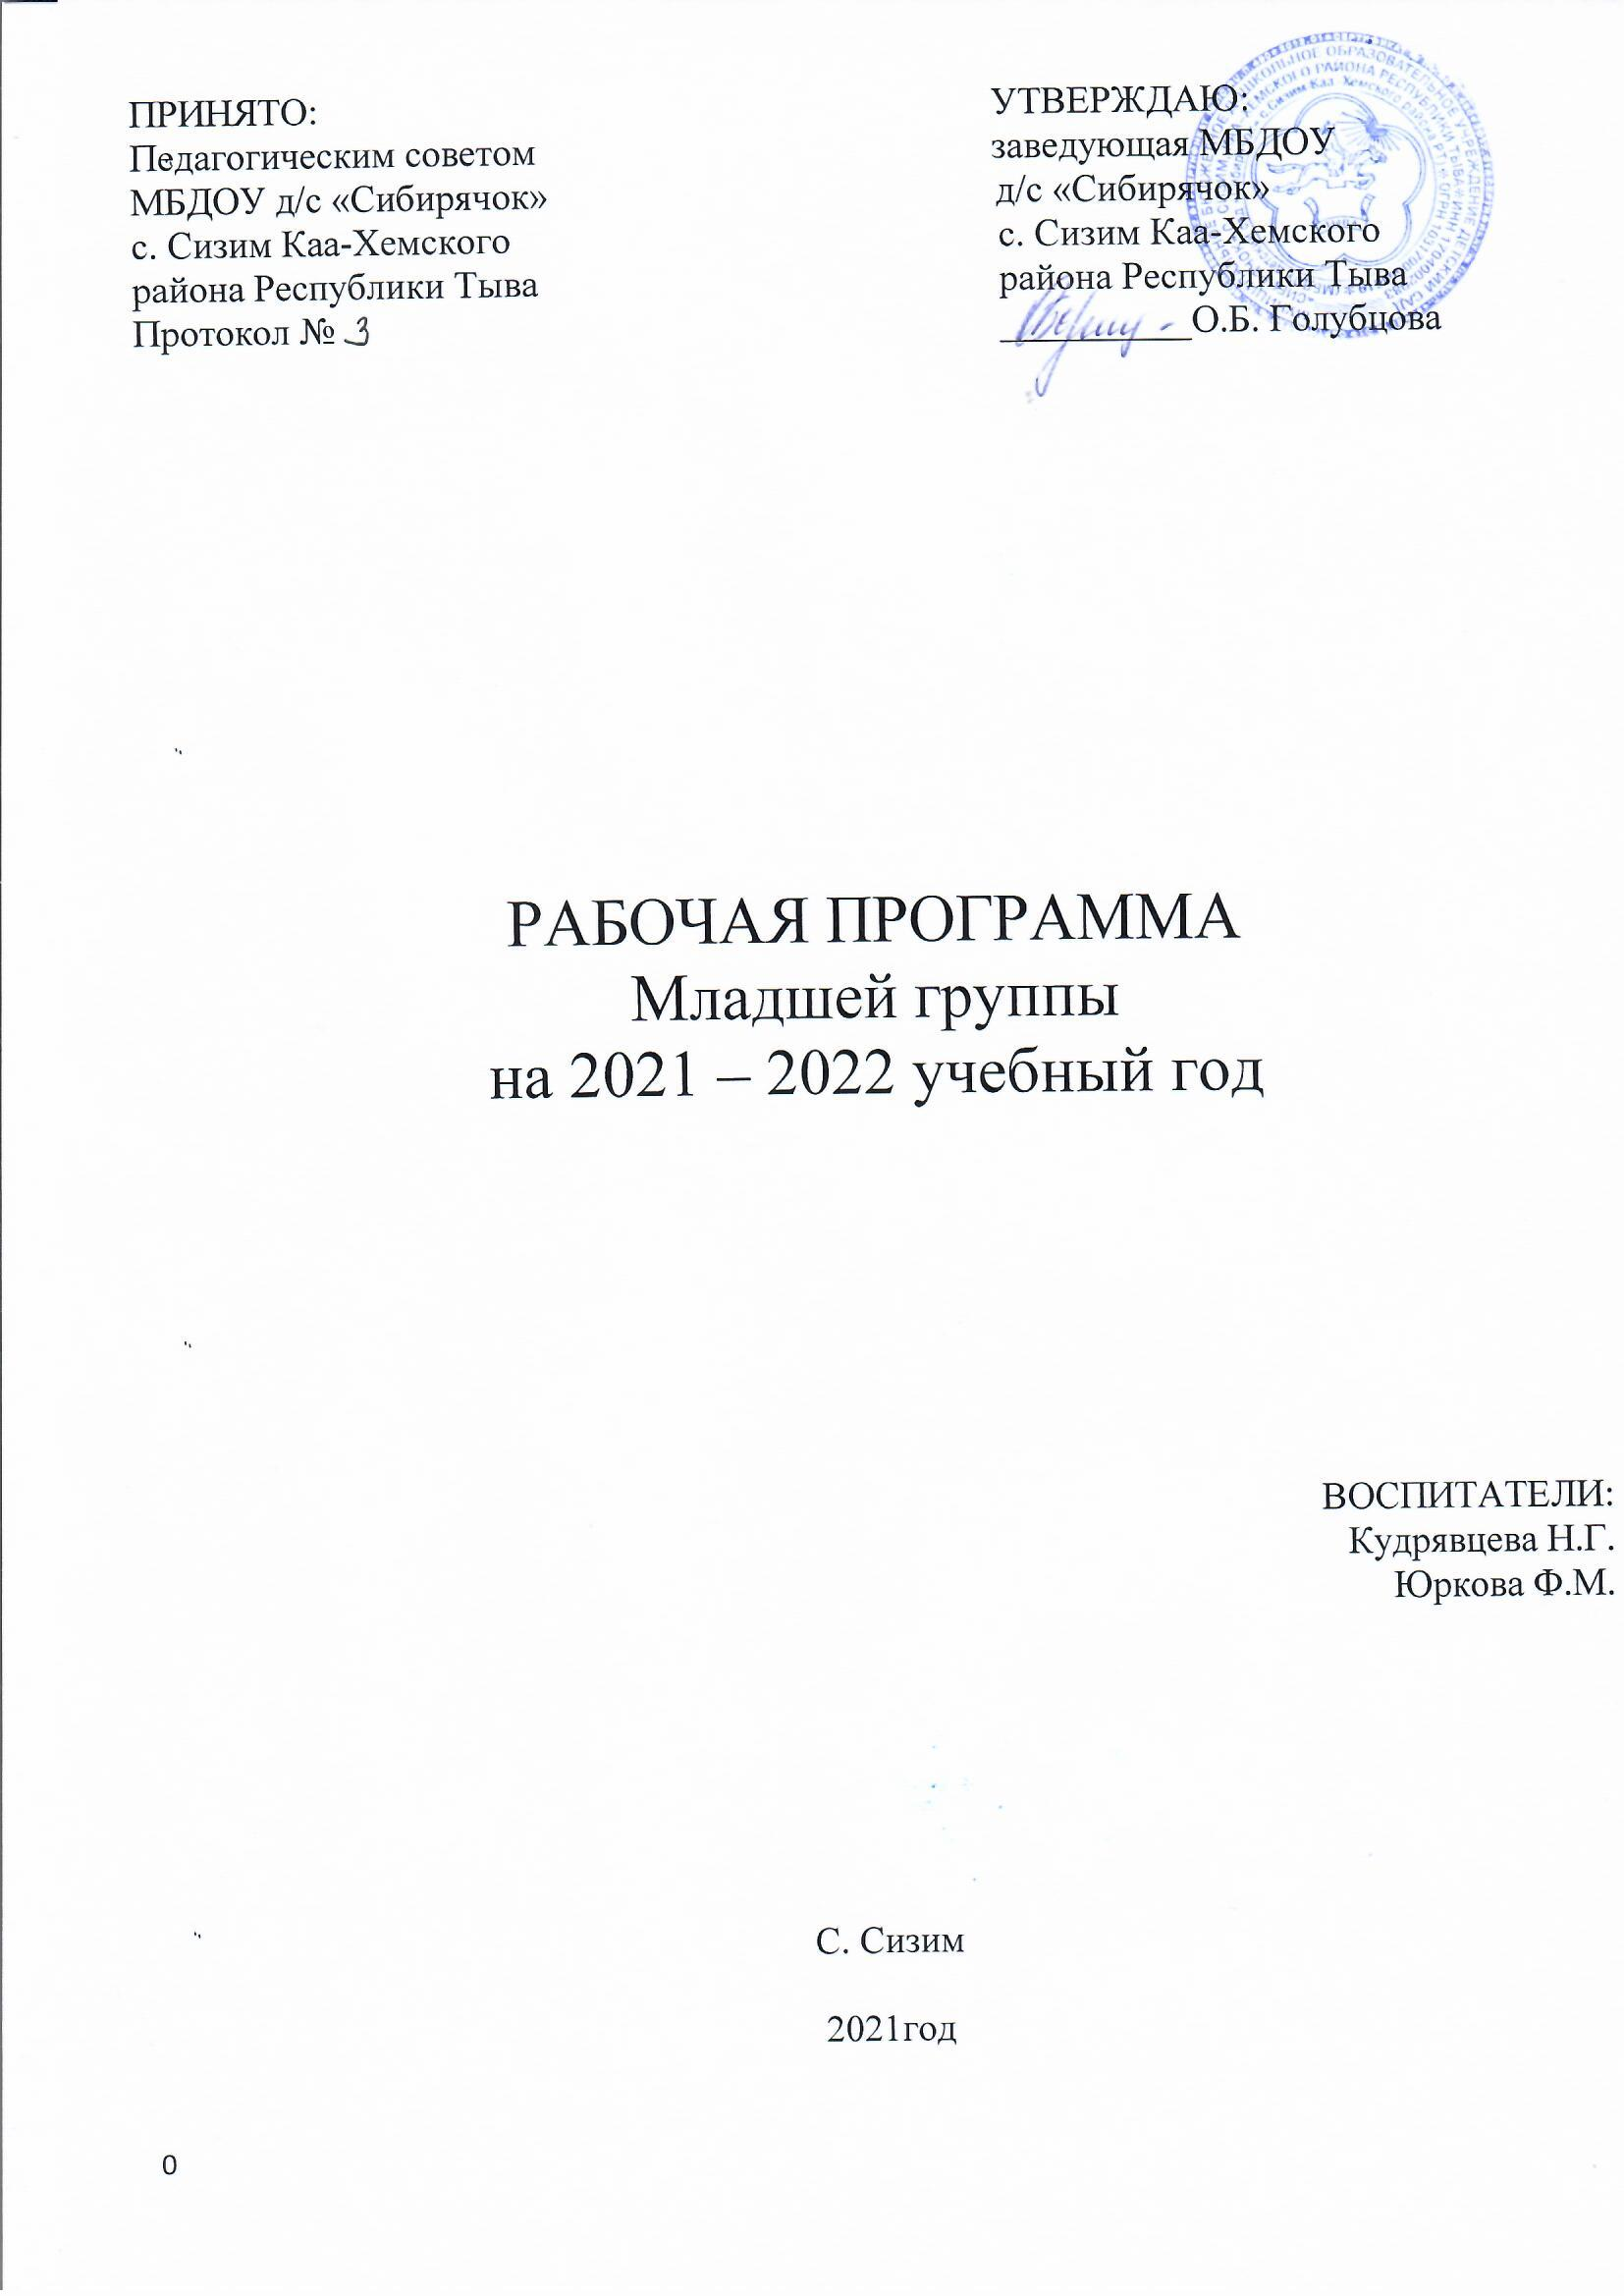 ПРИНЯТО:
Педагогическим советом
МБДОУ д/с «Сибирячок»
с. Сизим Каа-Хемского
района Республики Тыва
Протокол № 3
УТВЕРЖДАЮ:
заведующая МБДОУ
д/с «Сибирячок»
с. Сизим Каа-Хемского
района Республики Тыва
__________О.Б. Голубцова
РАБОЧАЯ ПРОГРАММА
Младшей группы
на 2021 – 2022 учебный год
ВОСПИТАТЕЛИ:
Кудрявцева Н.Г.
Юркова Ф.М.
С. Сизим
2021год
0